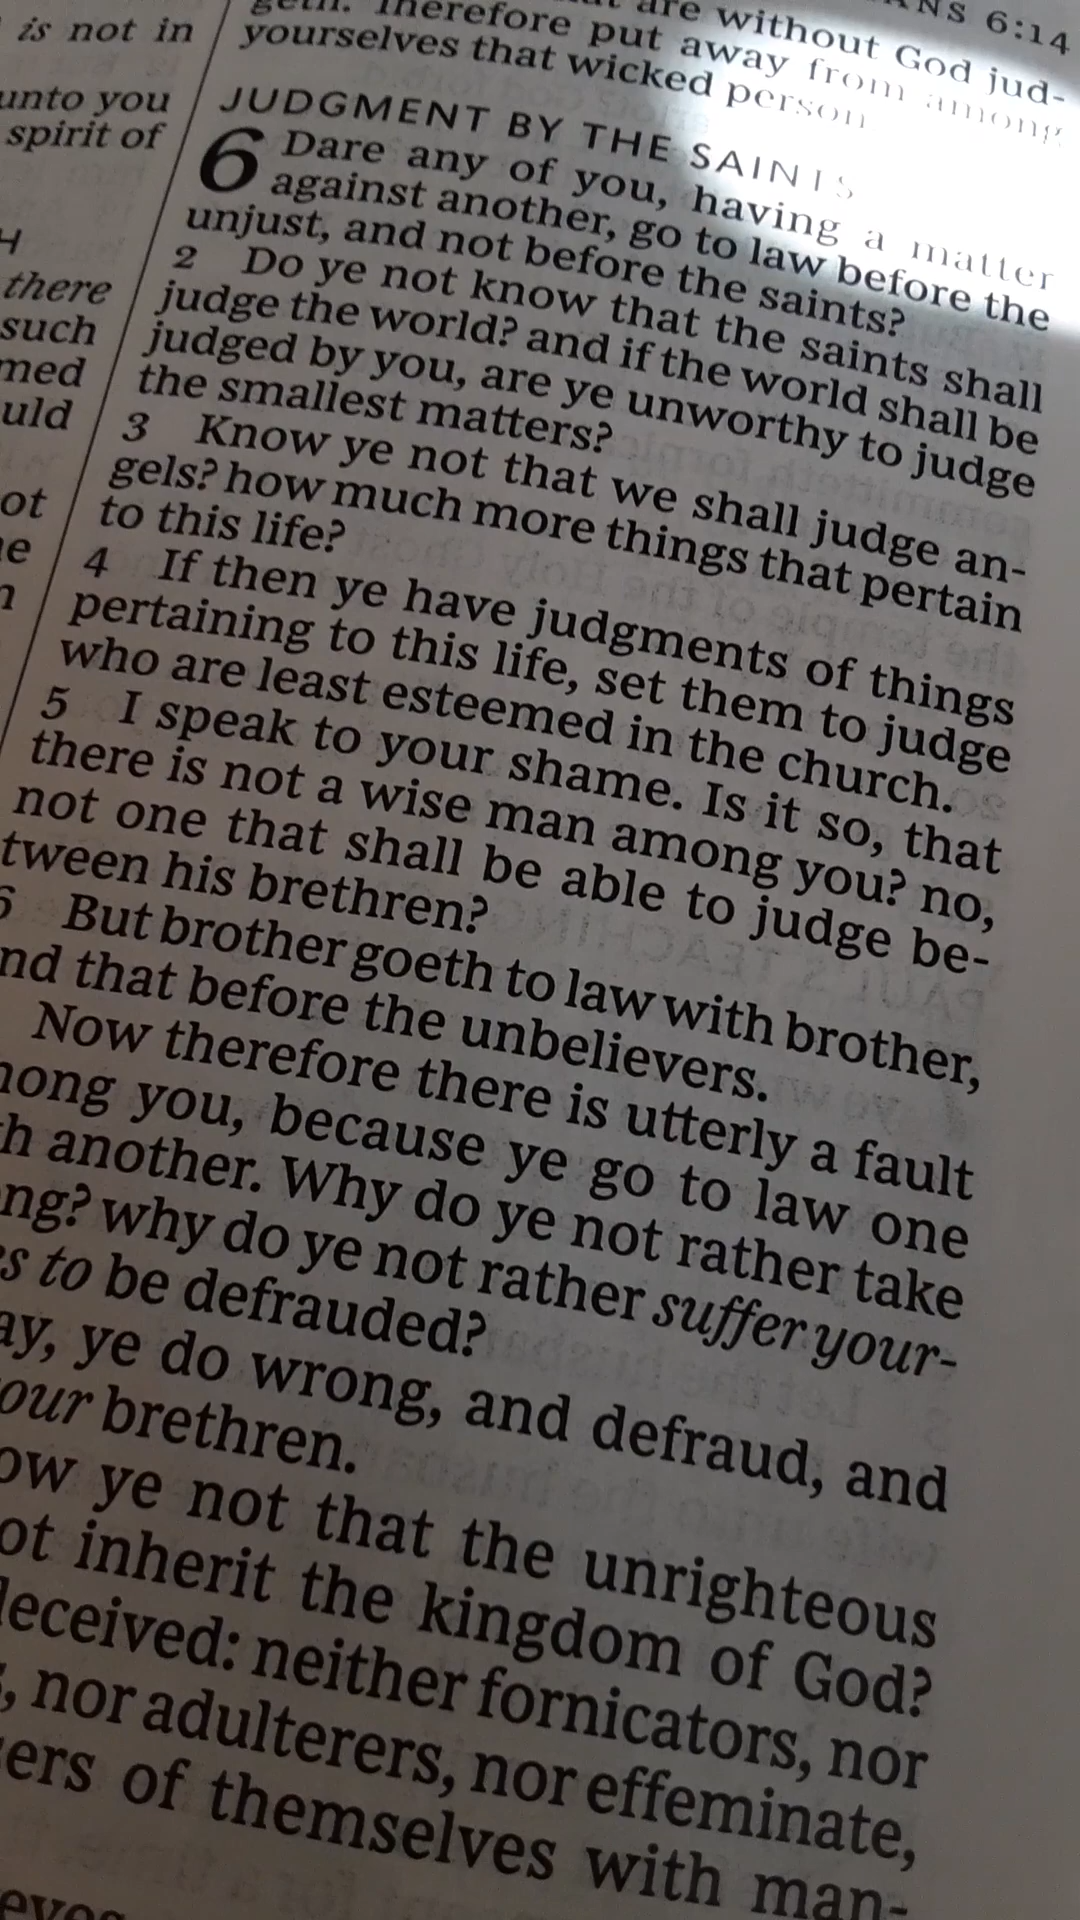 is not in
unto you
spirit of
there
such
6:14
are without God jud-
Therefore put away from among
yourselves that wicked person
JUDGMENT BY THE SAINTS
6 Dare any of you, having a matter
against another, go to law before the
unjust, and not before the saints?
2 Do ye not know that the saints shall
judge the world? and if the world shall be
judged by you, are ye unworthy to judge
the smallest matters?
3 Know ye not that we shall judge an-
gels? how much more things that pertain
to this life?
4 If then ye have judgments of things
pertaining to this life, set them to judge
who are least esteemed in the church.
5 I speak to your shame. Is it so, that
there is not a wise man among you? no,
not one that shall be able to judge be-
tween his brethren?
6 But brother goeth to law with brother,
nd that before the unbelievers.
Now therefore there is utterly a fault
ong you, because ye go to law one
h another. Why do ye not rather take
ng? why do ye not rather suffer your-
s to be defrauded?
ay, ye do wrong, and defraud, and
our brethren.
ow ye not that the unrighteous
ot inherit the kingdom of God?
eceived: neither fornicators, nor
, nor adulterers, nor effeminate,
ers of themselves with man-